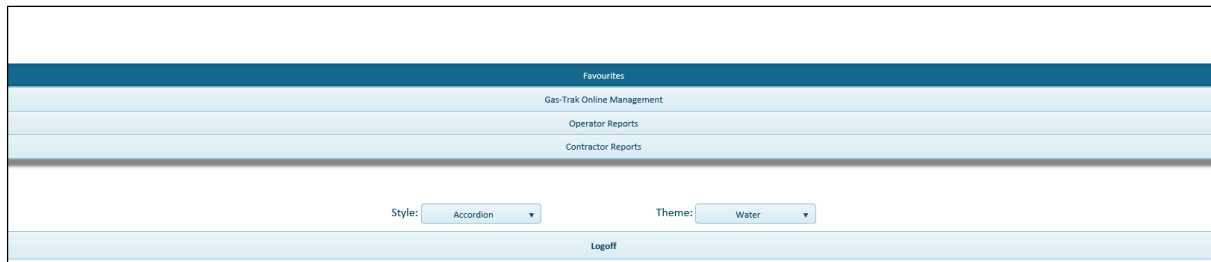 Favourites
Gas-Trak Online Management
Operator Reports
Contractor Reports
Style: Accordion Theme: Water
Logoff